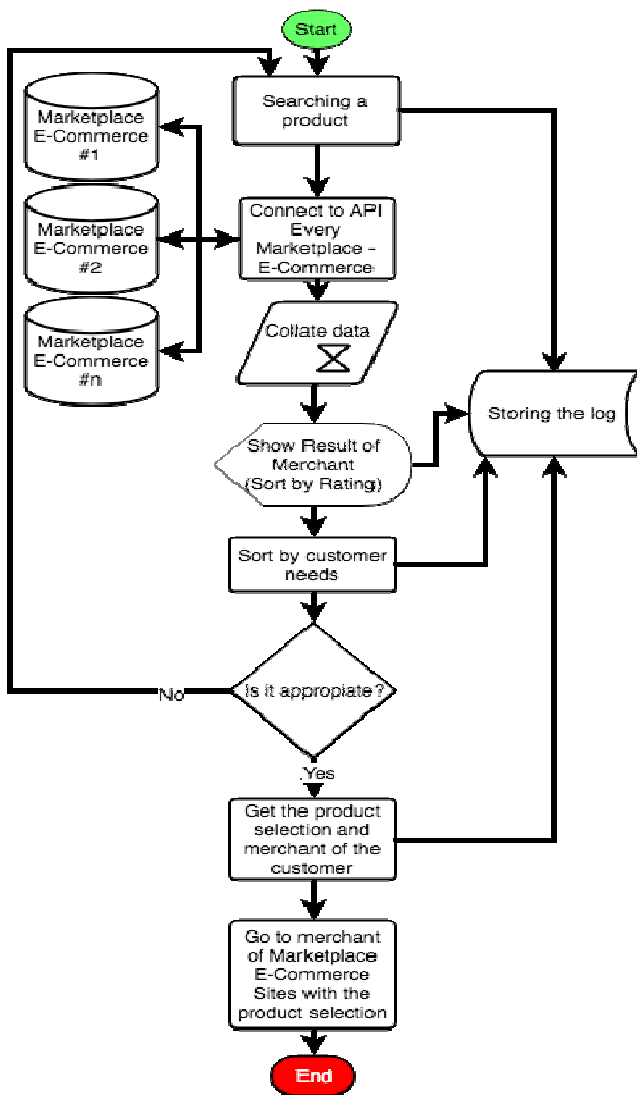 Start
Searching a
product
Marketplace
E-Commerce
#1
Marketplace
E-Commerce
#2
Marketplace
E-Commerce
#n
Connect to API
Every
Marketplace -
E-Commerce
Collate data
Storing the log
Show Result of
Merchant
(Sort by Rating)
Sort by customer
needs
Is it appropiate?
No
Yes
Get the product
selection and
merchant of the
customer
Go to merchant
of Marketplace
E-Commerce
Sites with the
product selection
End